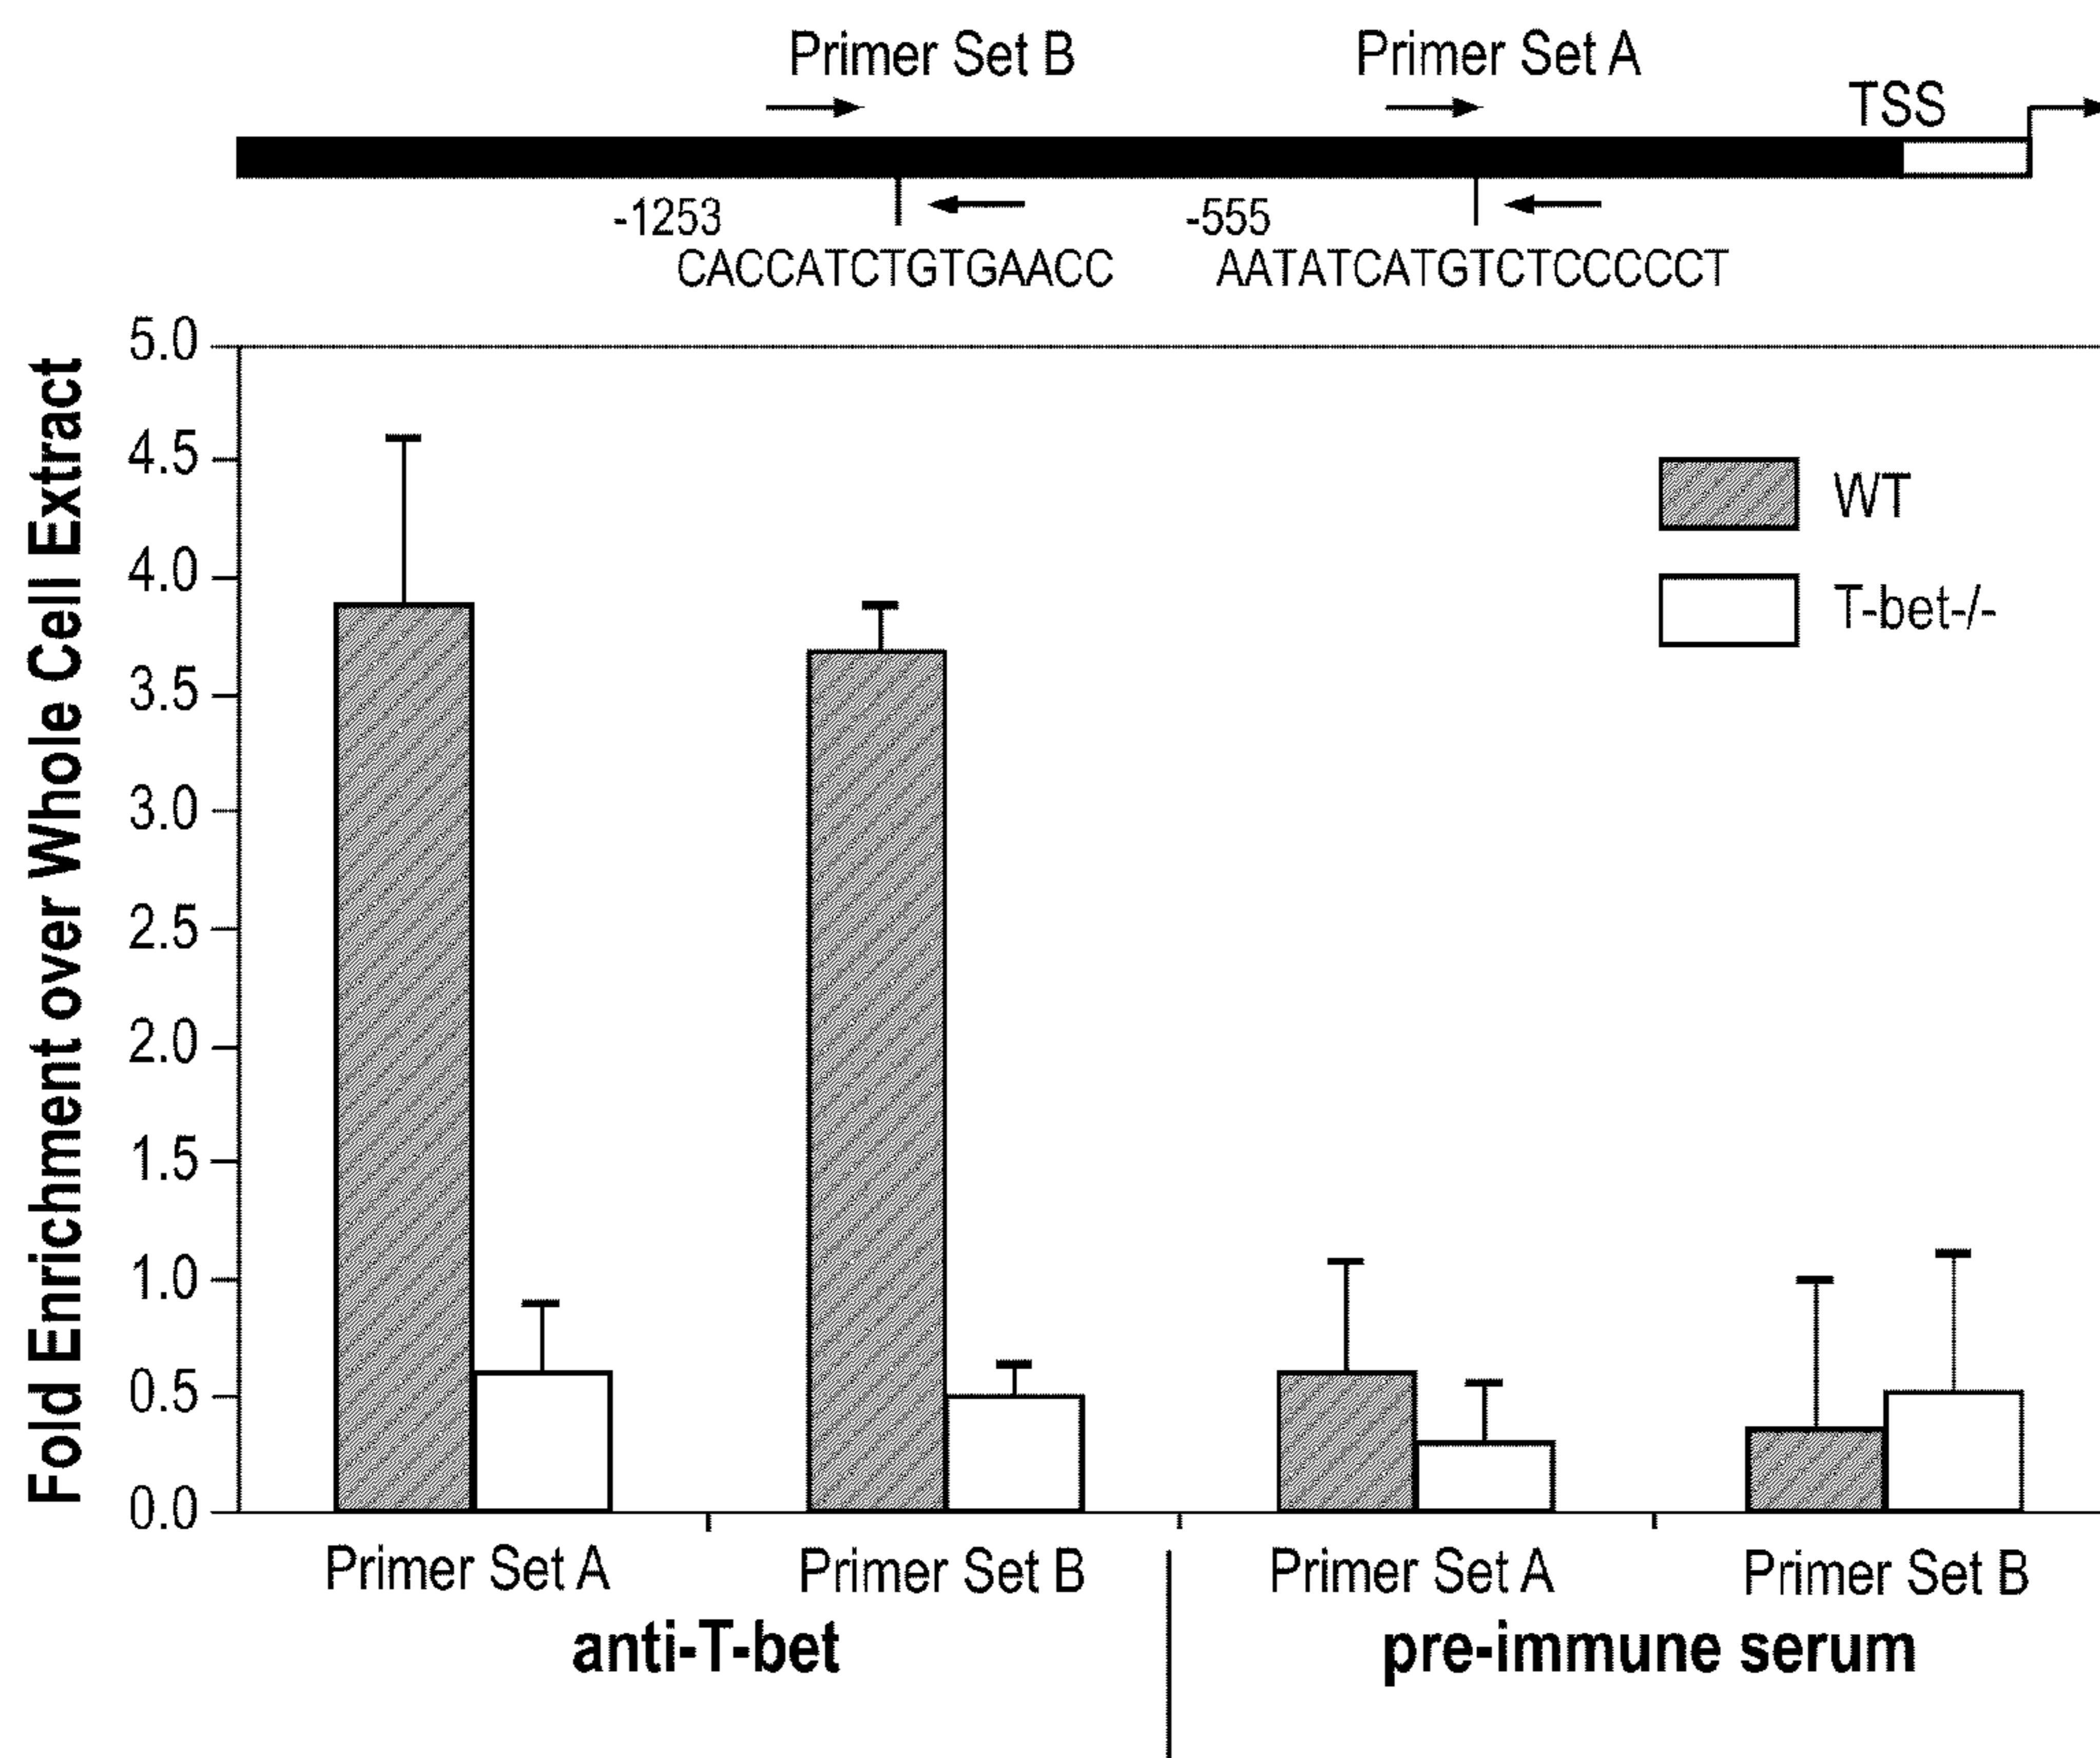 Primer Set B
Primer Set A
TSS
-1253
-555
CACCATCTGTGAACC
AATATCATGTCTCCCCCT
Fold Enrichment over Whole Cell Extract
5.0
4.5
4.0
3.5
3.0
2.5
2.0
1.5
1.0
0.5
0.0
WT
T-bet-/-
Primer Set A
Primer Set B
Primer Set A
Primer Set B
anti-T-bet
pre-immune serum